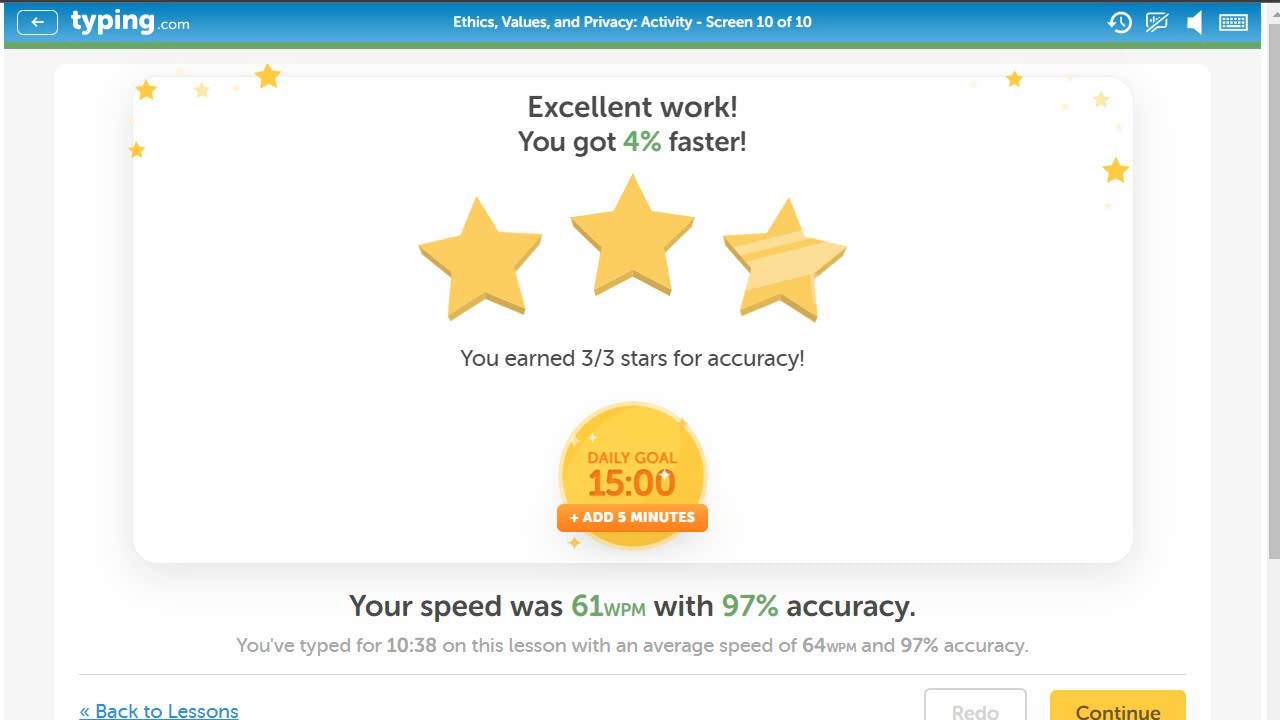 typing.com
Ethics, Values, and Privacy: Activity - Screen 10 of 10
Excellent work!
You got 4% faster!
You earned 3/3 stars for accuracy!
DAILY GOAL
15:00
+ ADD 5 MINUTES
Your speed was 61WPM with 97% accuracy.
You've typed for 10:38 on this lesson with an average speed of 64WPM and 97% accuracy.
« Back to Lessons
Redo
Continue